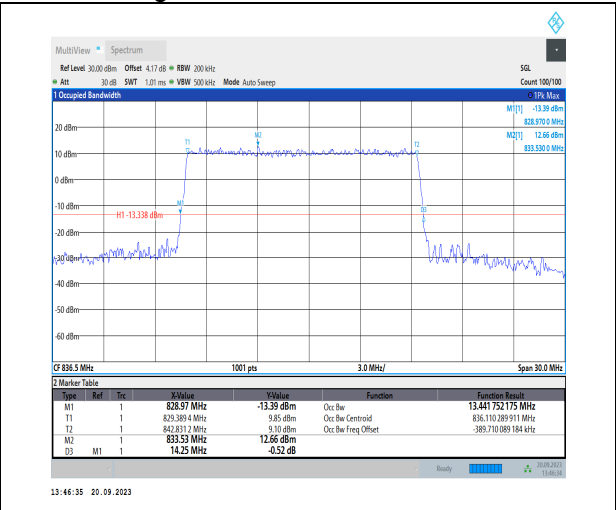 MultiView * Spectrum
Ref Level 30.00 dBm Offset 4.17 dB RBW 200 kHz SGL
Att 30 dB SWT 1.01 ms VBW 500 kHz Mode Auto Sweep Count 100/100
1 Occupied Bandwidth 1Pk Max
M1[1] -13.39 dBm
828.970 0 MHz
M2[1] 12.66 dBm
833.530 0 MHz
20 dBm
M2
T1
T2
10 dBm
0 dBm
M1
-10 dBm
D3
H1 -13.338 dBm
-20 dBm
-30 dBm
-40 dBm
-50 dBm
-60 dBm
CF 836.5 MHz 1001 pts 3.0 MHz/ Span 30.0 MHz
2 Marker Table
Type Ref Trc X-Value Y-Value Function Function Result
M1 1 828.97 MHz -13.39 dBm Occ Bw 13.441 752 175 MHz
T1 1 829.389 4 MHz 9.85 dBm Occ Bw Centroid 836.110 289 911 MHz
T2 1 842.831 2 MHz 9.10 dBm Occ Bw Freq Offset -389.710 089 184 kHz
M2 1 833.53 MHz 12.66 dBm
D3 M1 1 14.25 MHz -0.52 dB
Ready 20.09.2023
13:46:34
13:46:35 20.09.2023